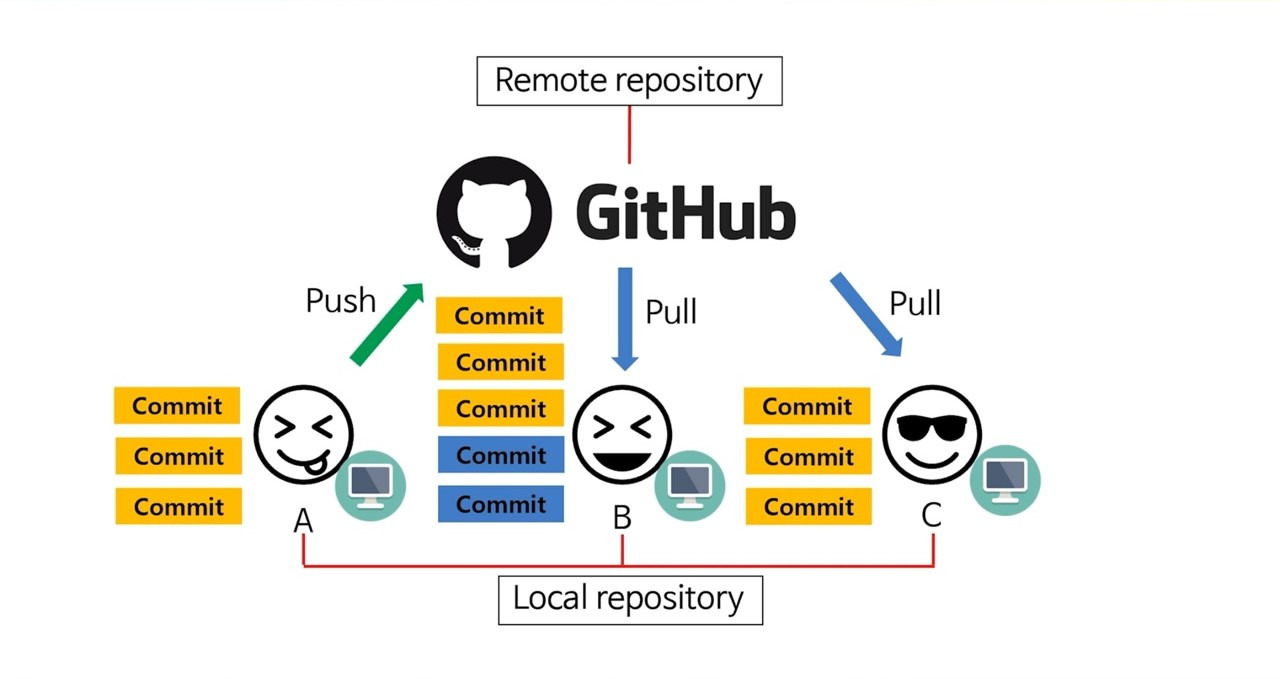 Remote repository
GitHub
Push
Pull
Pull
Commit
Commit
Commit
A
Commit
Commit
Commit
Commit
Commit
B
Commit
Commit
Commit
C
Local repository